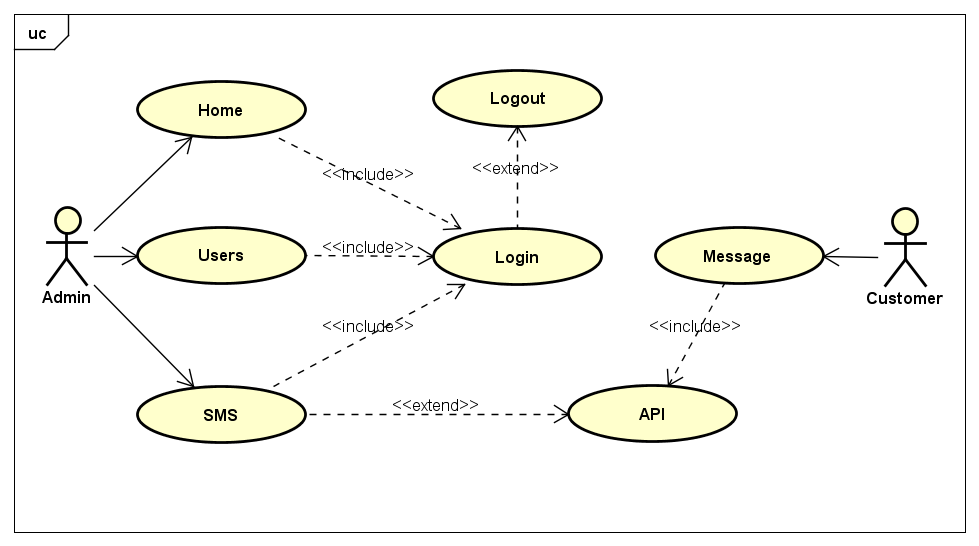 uc
Home
Logout
<<include>>
<<extend>>
Users
<<include>>
Login
Message
Admin
Customer
<<include>>
<<include>>
SMS
<<extend>>
API